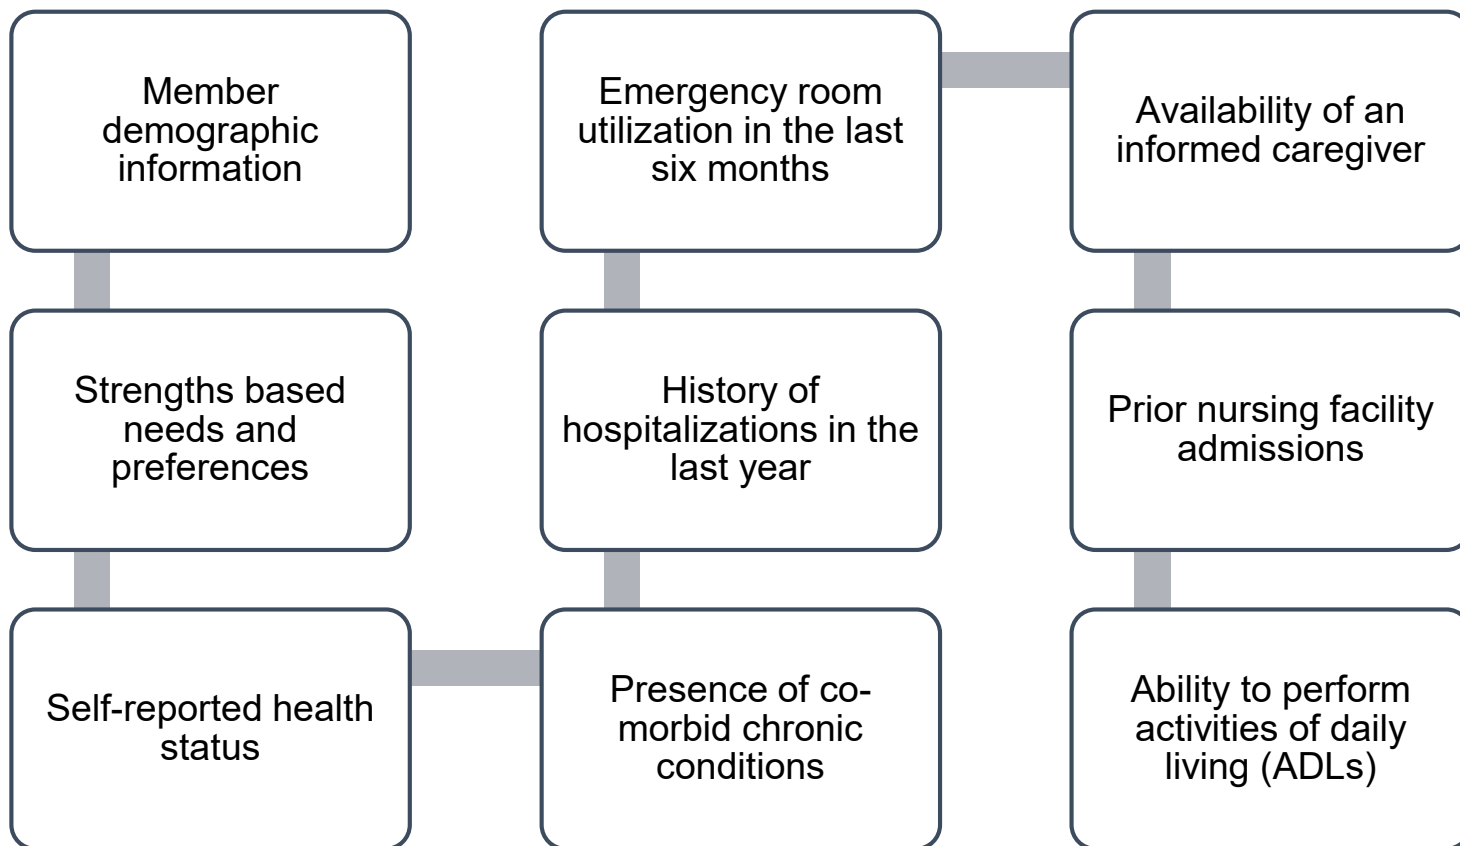 Member
demographic
information
Strengths based
needs and
preferences
Self-reported health
status
Presence of co-
morbid chronic
conditions
History of
hospitalizations in the
last year
Emergency room
utilization in the last
six months
Availability of an
informed caregiver
Prior nursing facility
admissions
Ability to perform
activities of daily
living (ADLs)